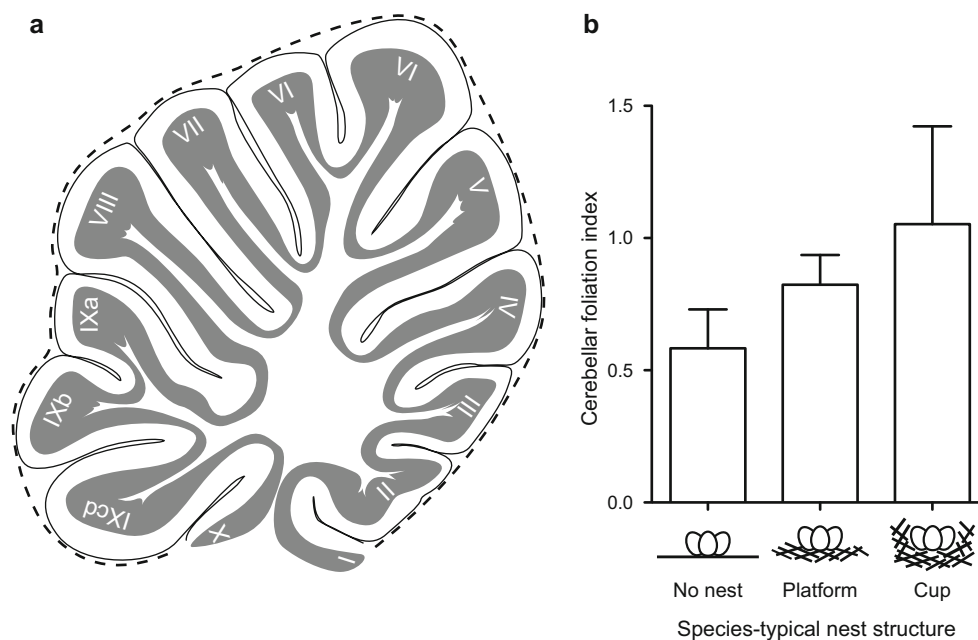 a
VI
VI
VII
V
VIII
IV
IXa
III
IXb
II
IXcd
X
I
b
1.5
1.0
0.5
0.0
Cerebellar foliation index
No nest
Platform
Cup
Species-typical nest structure